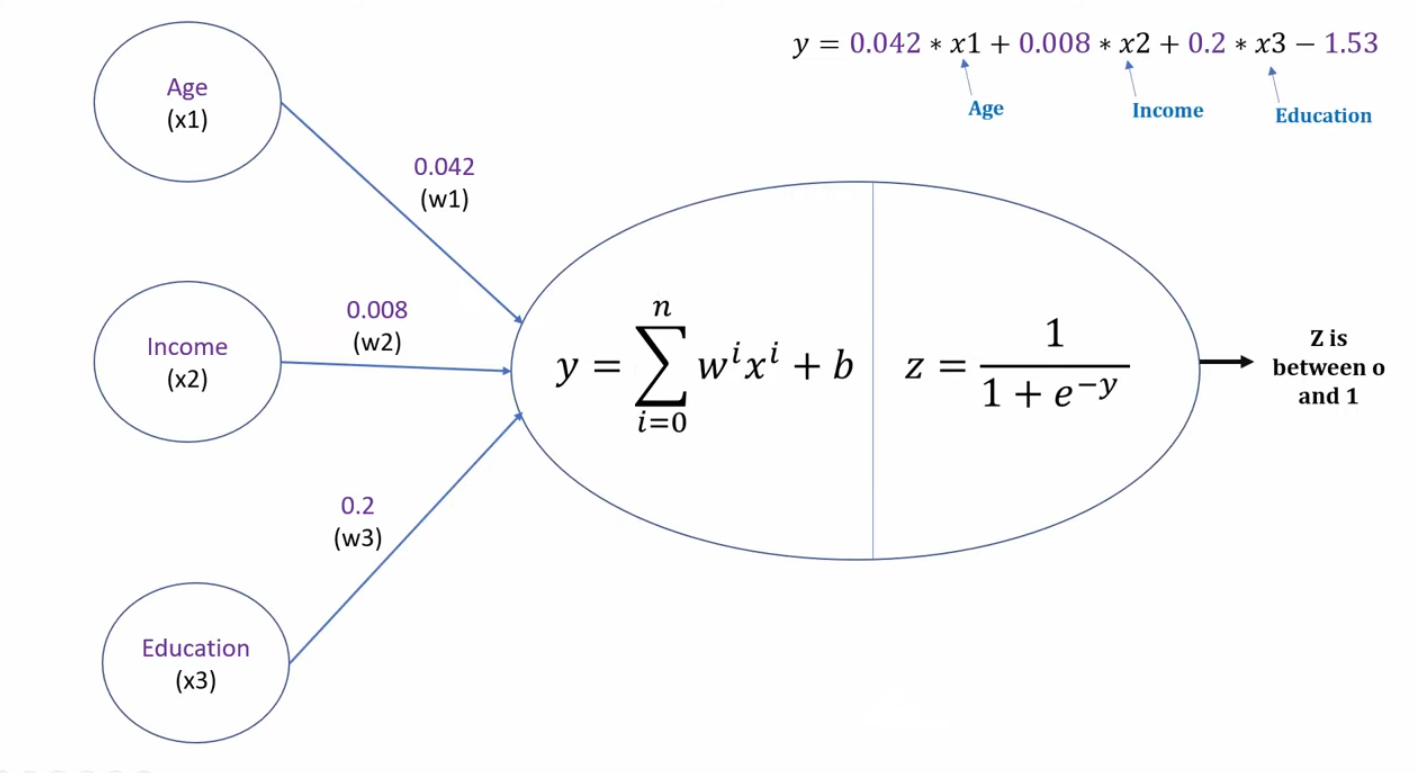 y = 0.042 ∗ x1 + 0.008 ∗ x2 + 0.2 ∗ x3 − 1.53
Age
Income
Education
Age
(x1)
0.042
(w1)
Income
(x2)
0.008
(w2)
Education
(x3)
0.2
(w3)
n
y = ∑ wⁱxⁱ + b
i=0
z = 1 / 1 + e⁻ʸ
Z is
between o
and 1